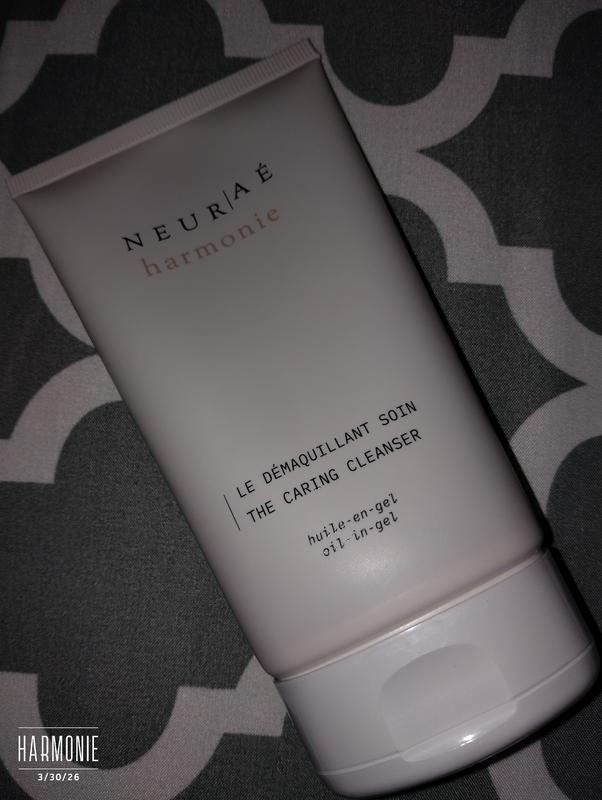 NEUR|AÉ
harmonie
LE DÉMAQUILLANT SOIN
THE CARING CLEANSER
huile-en-gel
oil-in-gel
HARMONIE
3/30/26